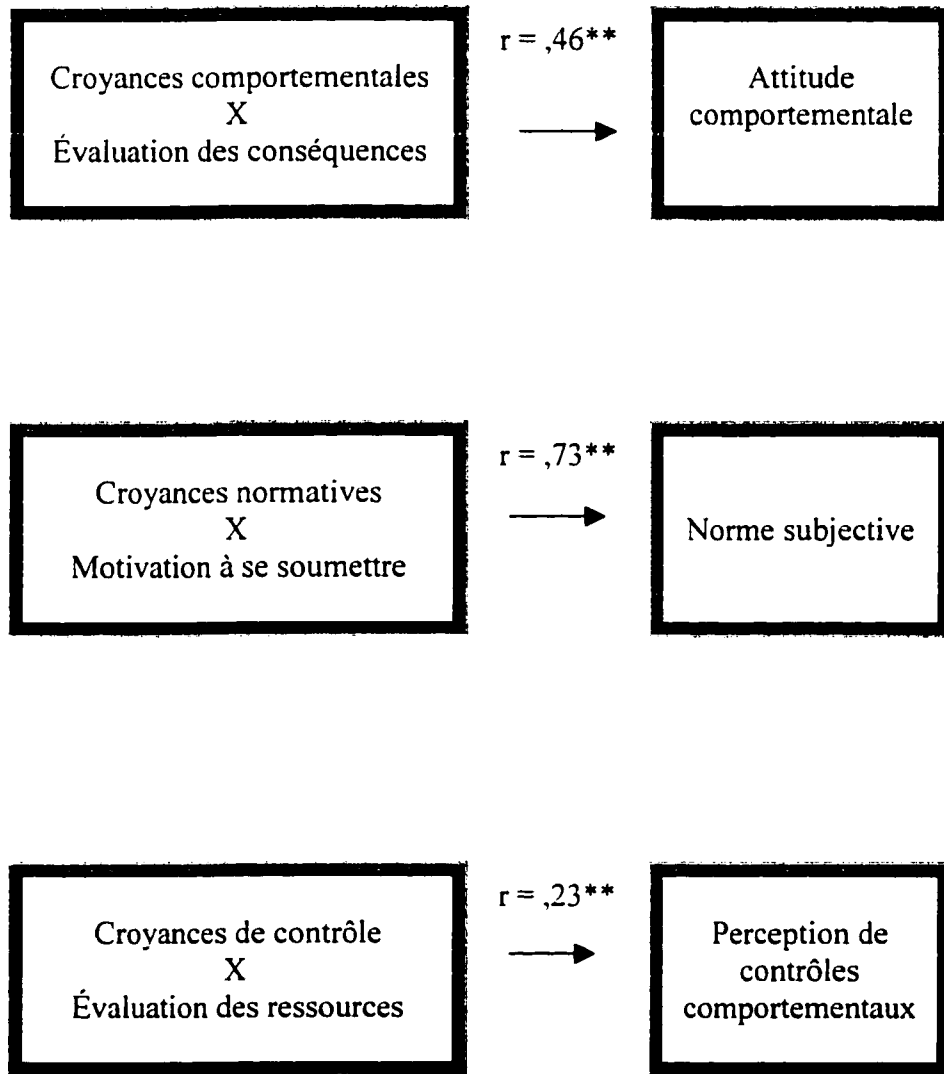 r = ,46**
Croyances comportementales
X
Évaluation des conséquences
Attitude
comportementale
r = ,73**
Croyances normatives
X
Motivation à se soumettre
Norme subjective
r = ,23**
Croyances de contrôle
X
Évaluation des ressources
Perception de
contrôles
comportementaux